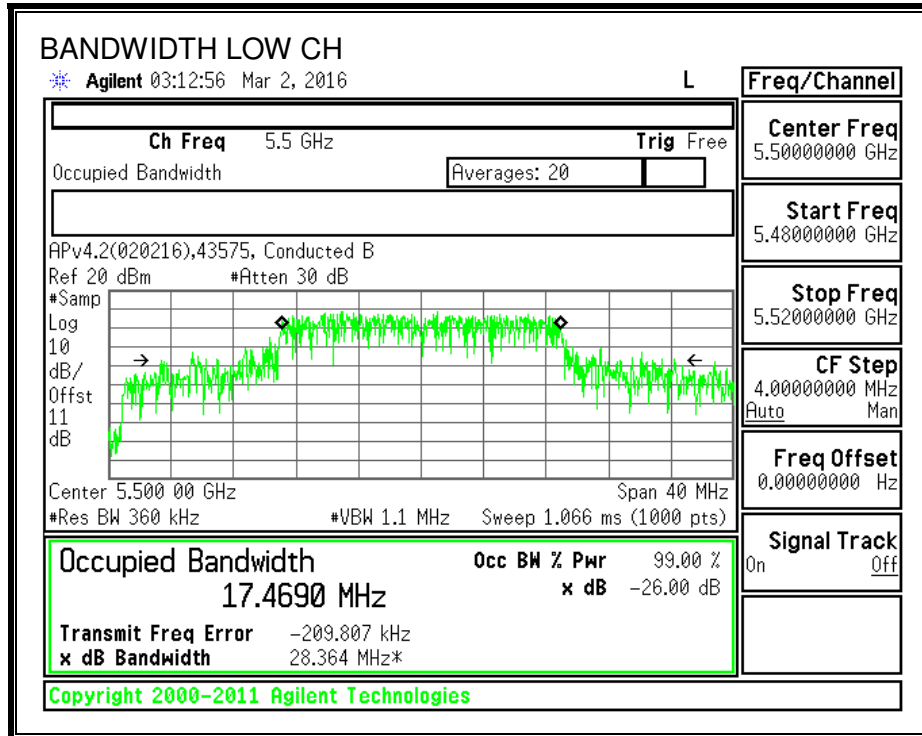 BANDWIDTH LOW CH
Agilent 03:12:56 Mar 2, 2016 L
Freq/Channel
Ch Freq 5.5 GHz Trig Free
Occupied Bandwidth Averages: 20
APv4.2(020216),43575, Conducted B
Ref 20 dBm #Atten 30 dB
#Samp
Log
10
dB/
Offst
11
dB
Center 5.500 00 GHz Span 40 MHz
#Res BW 360 kHz #VBW 1.1 MHz Sweep 1.066 ms (1000 pts)
Occupied Bandwidth Occ BW % Pwr 99.00 %
17.4690 MHz x dB -26.00 dB
Transmit Freq Error -209.807 kHz
x dB Bandwidth 28.364 MHz*
Copyright 2000-2011 Agilent Technologies
Center Freq
5.50000000 GHz
Start Freq
5.48000000 GHz
Stop Freq
5.52000000 GHz
CF Step
4.00000000 MHz
Auto Man
Freq Offset
0.00000000 Hz
Signal Track
On Off